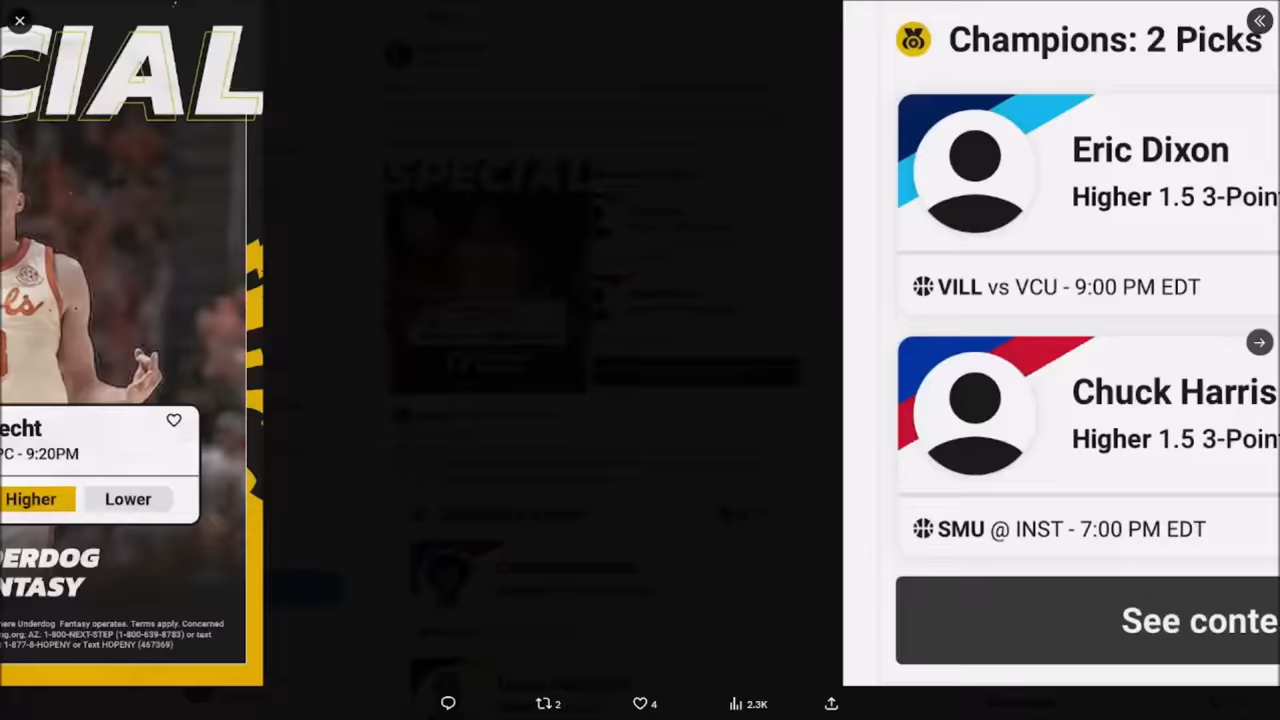 CIAL
echt
PC - 9:20PM
Higher
Lower
DERDOG
NTASY
here Underdog Fantasy operates. Terms apply. Concerned
ng.org; AZ: 1-800-NEXT-STEP (1-800-639-8783) or text
1-877-8-HOPENY or Text HOPENY (467369)
SPECIAL
Champions: 2 Picks
Eric Dixon
Higher 1.5 3-Poin
VILL vs VCU - 9:00 PM EDT
Chuck Harris
Higher 1.5 3-Poin
SMU @ INST - 7:00 PM EDT
See conte
2
4
2.3K